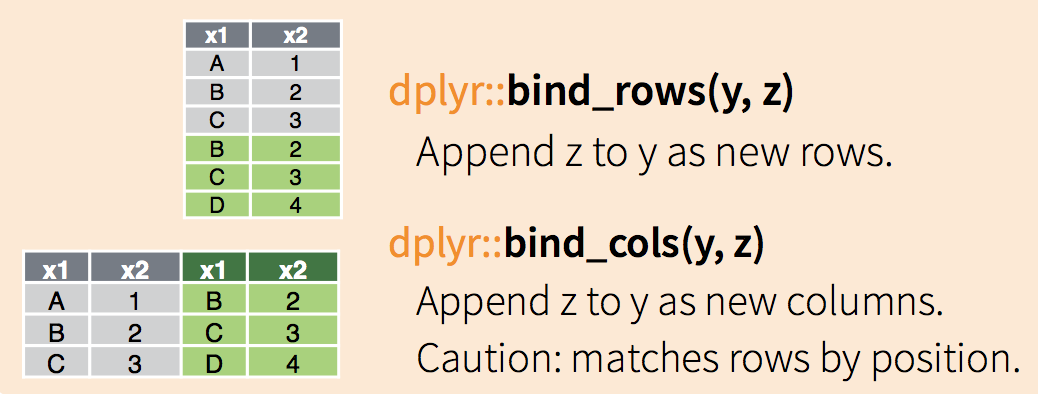 x1 x2
A 1
B 2
C 3
B 2
C 3
D 4
dplyr::bind_rows(y, z)
Append z to y as new rows.
x1 x2 x1 x2
A 1 B 2
B 2 C 3
C 3 D 4
dplyr::bind_cols(y, z)
Append z to y as new columns.
Caution: matches rows by position.